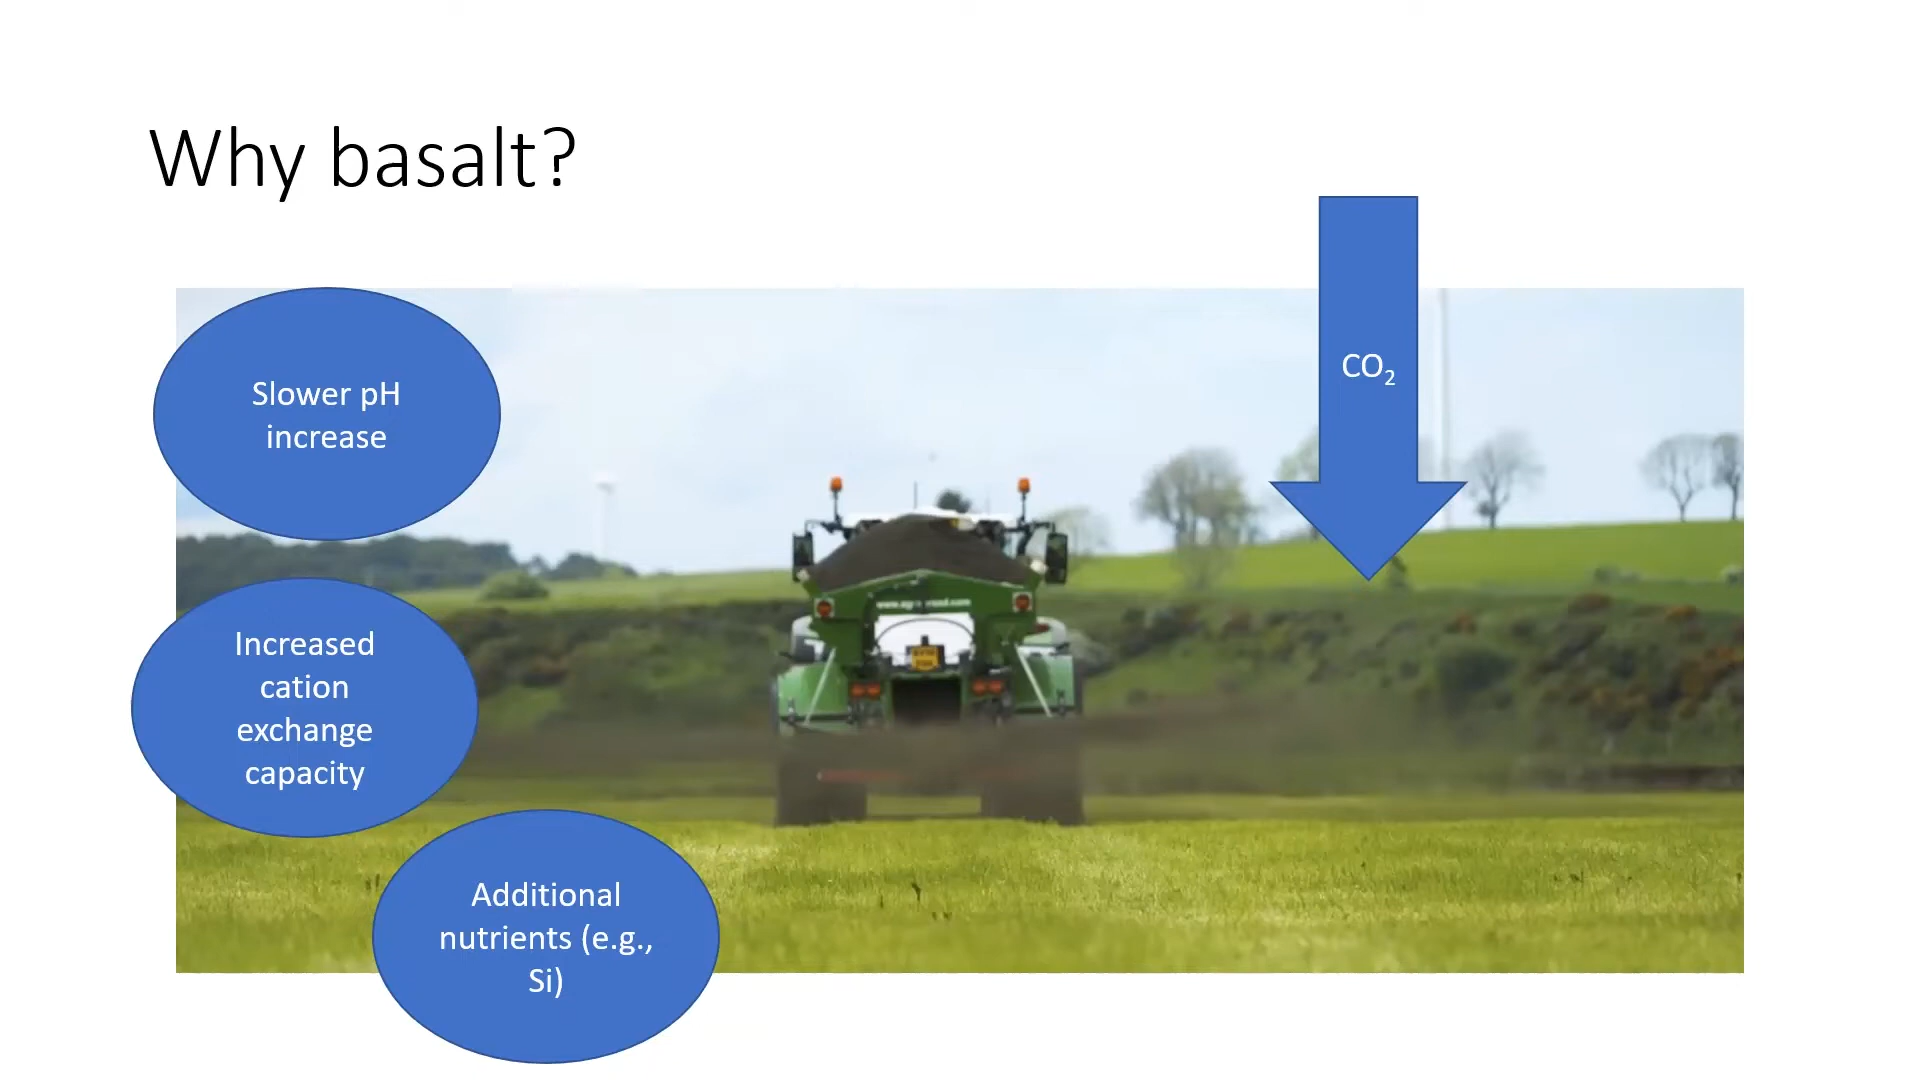 Why basalt?
CO2
Slower pH
increase
Increased
cation
exchange
capacity
Additional
nutrients (e.g.,
Si)